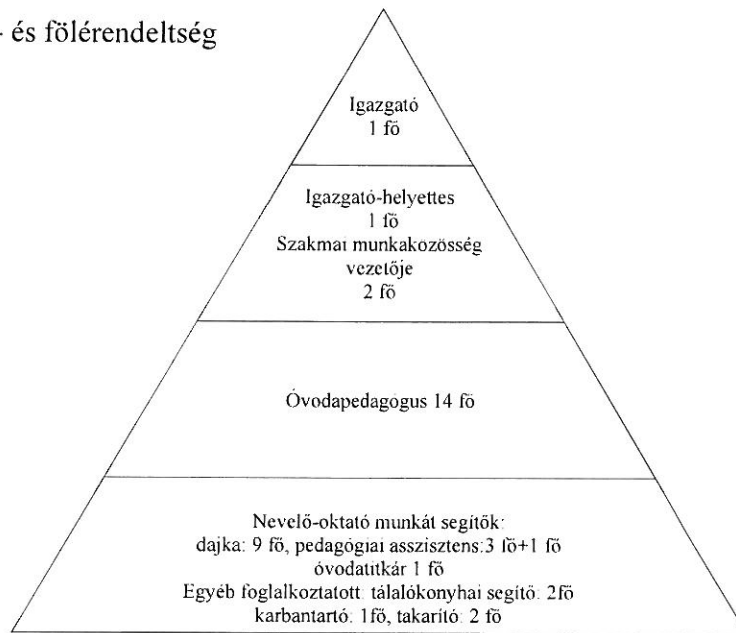 - és fölérendeltség
Igazgató
1 fő
Igazgató-helyettes
1 fő
Szakmai munkaközösség
vezetője
2 fő
Óvodapedagógus 14 fő
Nevelő-oktató munkát segítők:
dajka: 9 fő, pedagógiai asszisztens:3 fő+1 fő
óvodatitkár 1 fő
Egyéb foglalkoztatott: tálalókonyhai segítő: 2fő
karbantartó: 1fő, takarító: 2 fő